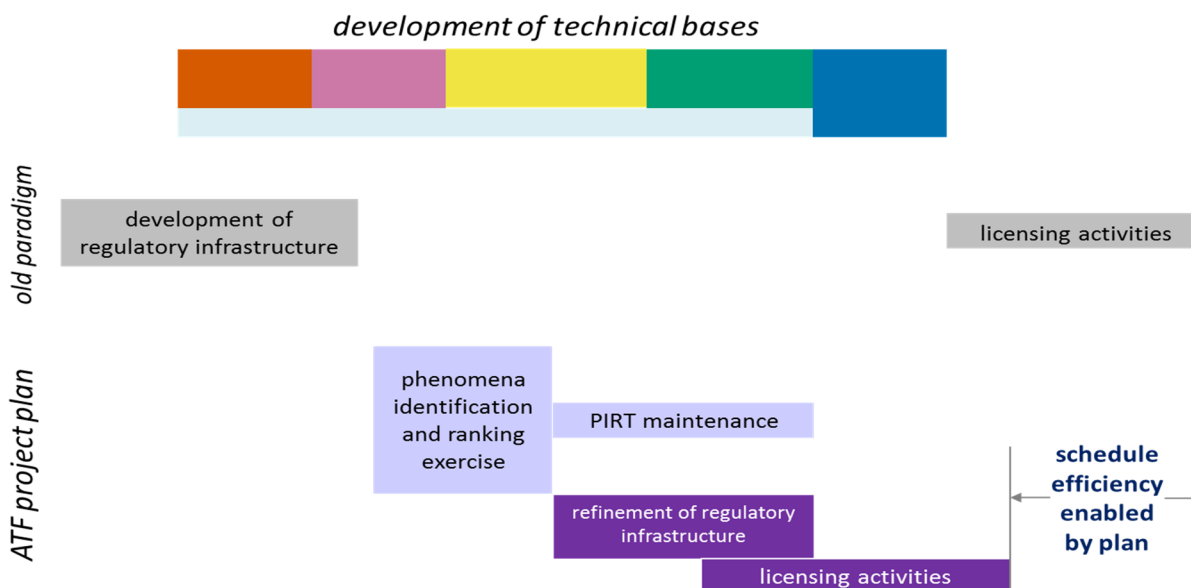 development of technical bases
old paradigm
development of
regulatory infrastructure
licensing activities
ATF project plan
phenomena
identification
and ranking
exercise
PIRT maintenance
refinement of regulatory
infrastructure
licensing activities
schedule
efficiency
enabled
by plan